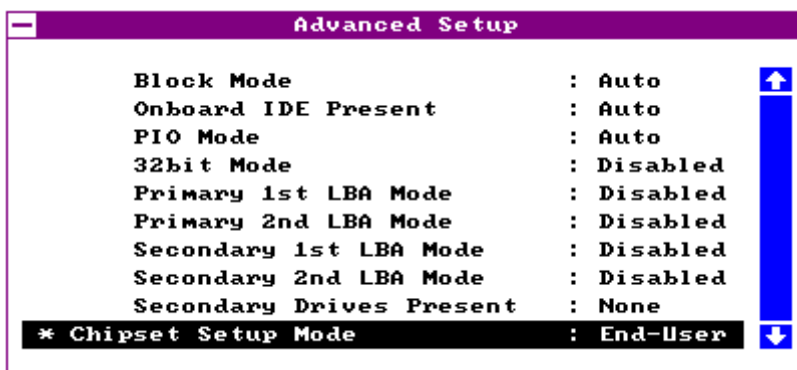 Advanced Setup
Block Mode : Auto
Onboard IDE Present : Auto
PIO Mode : Auto
32bit Mode : Disabled
Primary 1st LBA Mode : Disabled
Primary 2nd LBA Mode : Disabled
Secondary 1st LBA Mode : Disabled
Secondary 2nd LBA Mode : Disabled
Secondary Drives Present : None
* Chipset Setup Mode : End-User